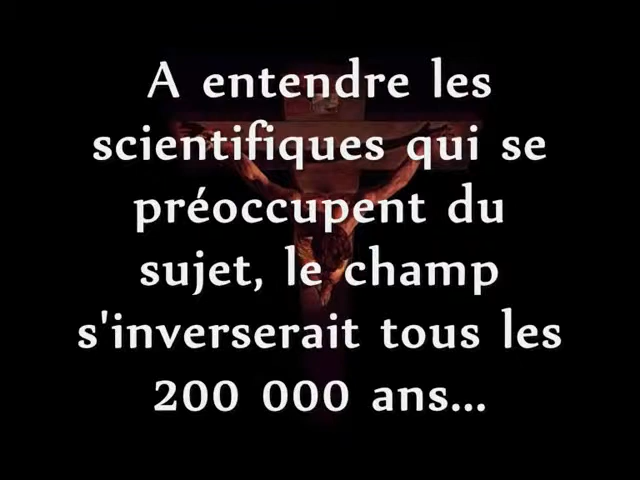 A entendre les
scientifiques qui se
préoccupent du
sujet, le champ
s'inverserait tous les
200 000 ans...